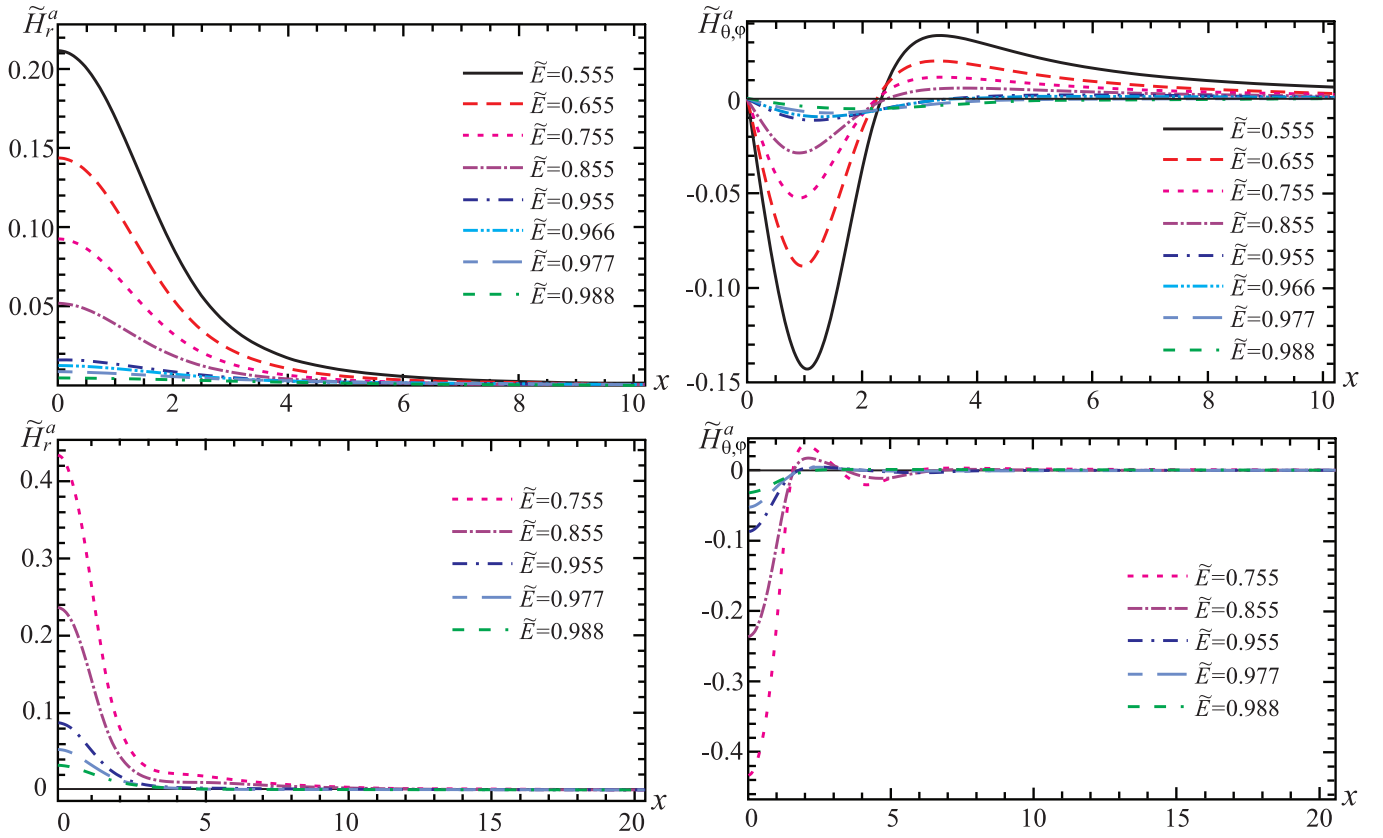 H̃ᵣᵃ
0.20
0.15
0.10
0.05
0.00
0 2 4 6 8 10 x
Ẽ=0.555
Ẽ=0.655
Ẽ=0.755
Ẽ=0.855
Ẽ=0.955
Ẽ=0.966
Ẽ=0.977
Ẽ=0.988
H̃ᵃ_θ,φ
0
-0.05
-0.10
-0.15
0 2 4 6 8 10 x
Ẽ=0.555
Ẽ=0.655
Ẽ=0.755
Ẽ=0.855
Ẽ=0.955
Ẽ=0.966
Ẽ=0.977
Ẽ=0.988
H̃ᵣᵃ
0.4
0.3
0.2
0.1
0
0 5 10 15 20 x
Ẽ=0.755
Ẽ=0.855
Ẽ=0.955
Ẽ=0.977
Ẽ=0.988
H̃ᵃ_θ,φ
0
-0.1
-0.2
-0.3
-0.4
0 5 10 15 20 x
Ẽ=0.755
Ẽ=0.855
Ẽ=0.955
Ẽ=0.977
Ẽ=0.988